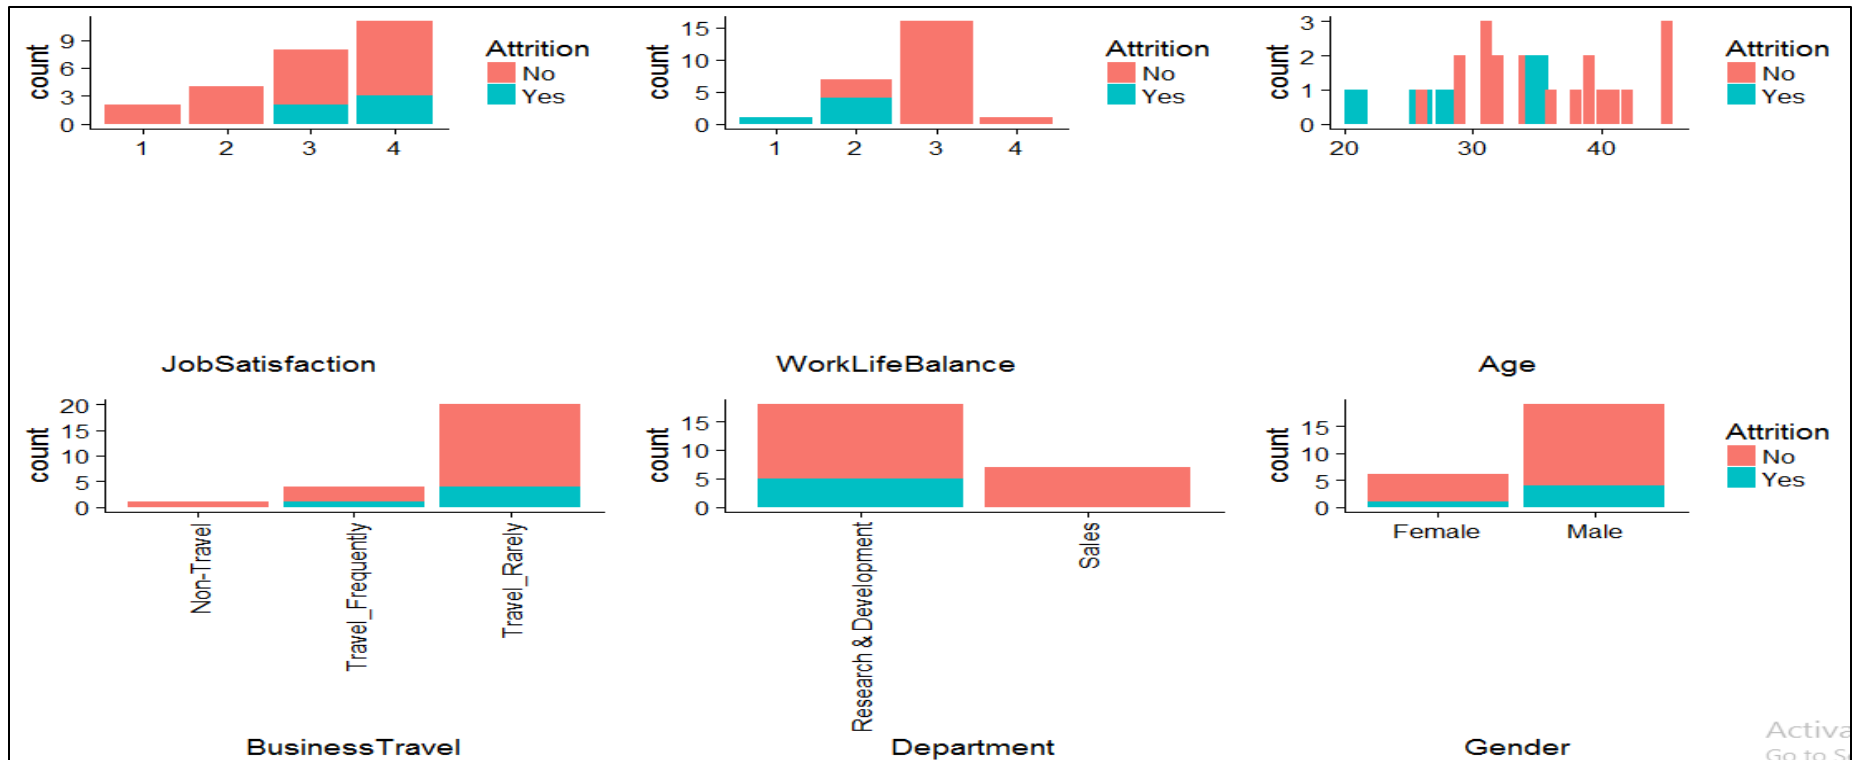 count
9
6
3
0
1
2
3
4
Attrition
No
Yes
JobSatisfaction
count
15
10
5
0
1
2
3
4
Attrition
No
Yes
WorkLifeBalance
count
3
2
1
0
20
30
40
Attrition
No
Yes
Age
count
20
15
10
5
0
Non-Travel
Travel_Frequently
Travel_Rarely
BusinessTravel
count
15
10
5
0
Research & Development
Sales
Department
count
15
10
5
0
Female
Male
Attrition
No
Yes
Gender
Activa
Go to S